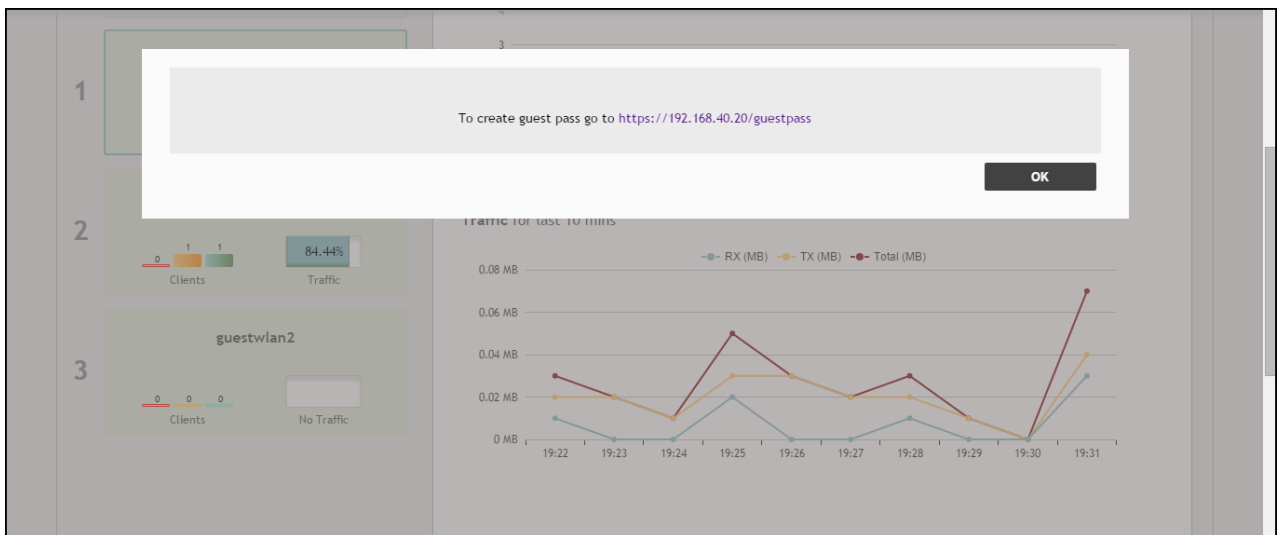 4
3
1
To create guest pass go to https://192.168.40.20/guestpass
OK
Traffic for last 10 mins
2
0 1 1
84.44%
Clients
Traffic
RX (MB) TX (MB) Total (MB)
0.08 MB
0.06 MB
0.04 MB
0.02 MB
0 MB
19:22 19:23 19:24 19:25 19:26 19:27 19:28 19:29 19:30 19:31
guestwlan2
3
0 0 0
Clients
No Traffic